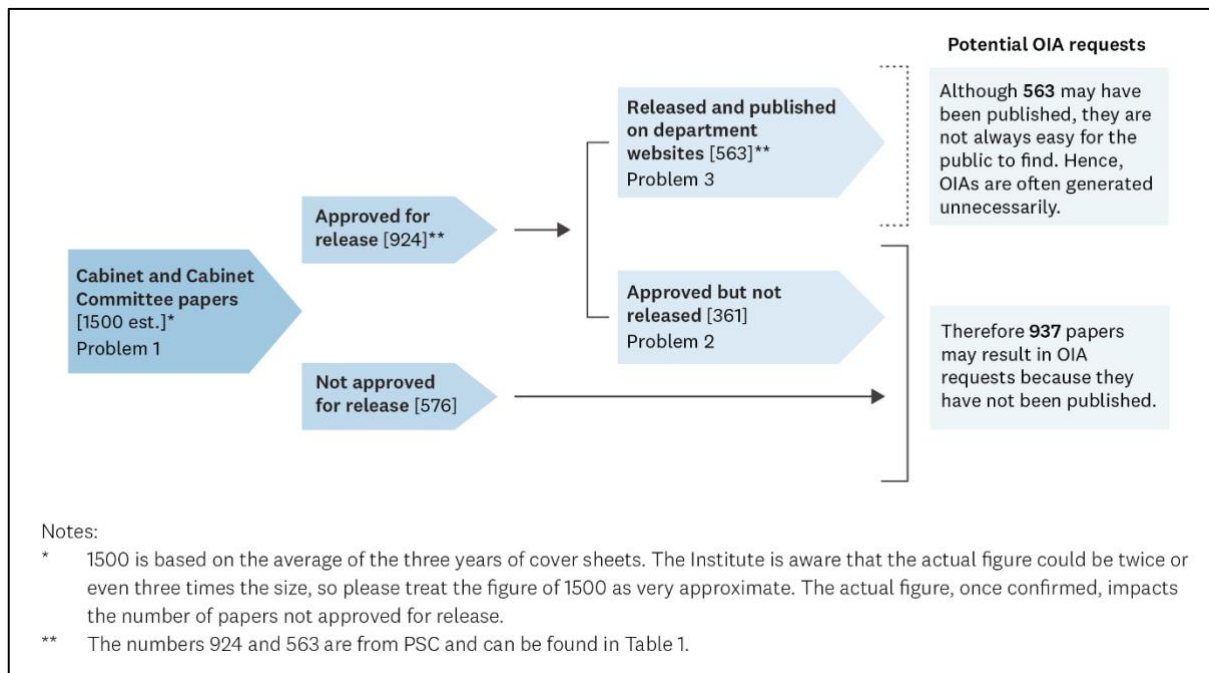 Potential OIA requests
Although 563 may have
been published, they are
not always easy for the
public to find. Hence,
OIAs are often generated
unnecessarily.
Released and published
on department
websites [563]**
Problem 3
Approved for
release [924]**
Cabinet and Cabinet
Committee papers
[1500 est.]*
Problem 1
Approved but not
released [361]
Problem 2
Therefore 937 papers
may result in OIA
requests because they
have not been published.
Not approved
for release [576]
Notes:
* 1500 is based on the average of the three years of cover sheets. The Institute is aware that the actual figure could be twice or
even three times the size, so please treat the figure of 1500 as very approximate. The actual figure, once confirmed, impacts
the number of papers not approved for release.
** The numbers 924 and 563 are from PSC and can be found in Table 1.